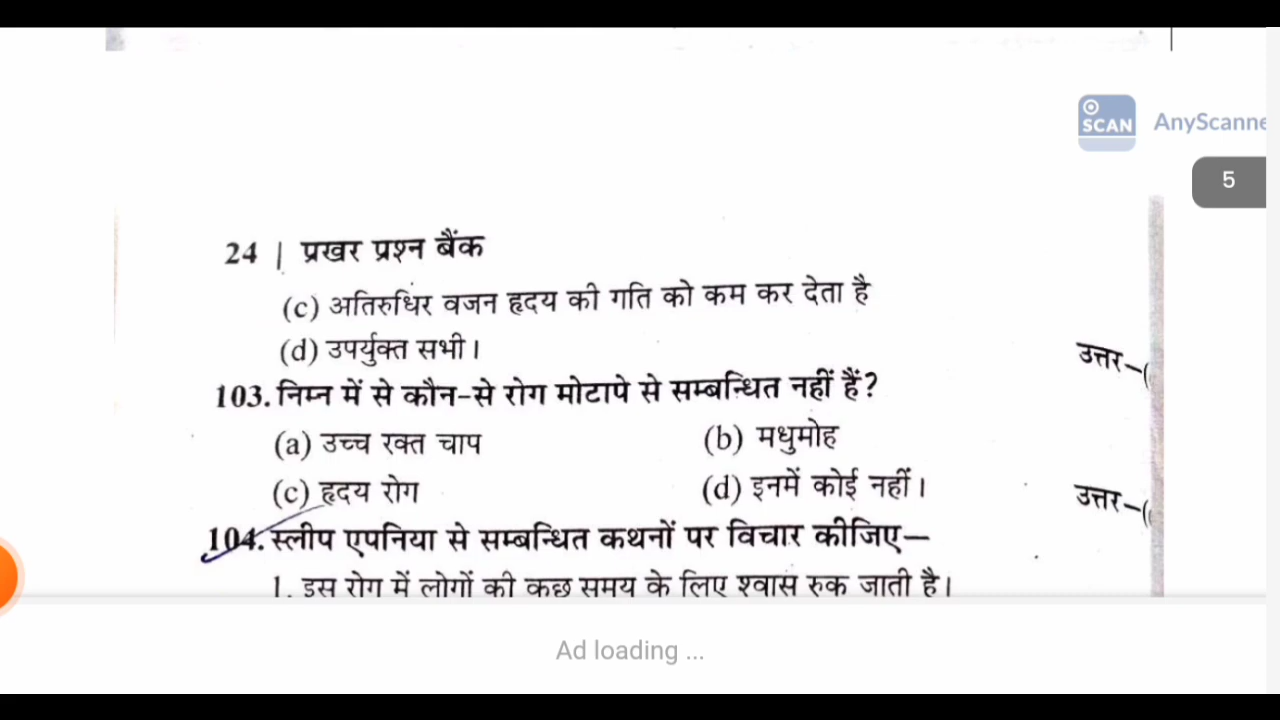 SCAN AnyScanne
5
24 | प्रखर प्रश्न बैंक
(c) अतिरुधिर वजन हृदय की गति को कम कर देता है
(d) उपर्युक्त सभी।
उत्तर–(
103. निम्न में से कौन-से रोग मोटापे से सम्बन्धित नहीं हैं?
(a) उच्च रक्त चाप (b) मधुमोह
(c) हृदय रोग (d) इनमें कोई नहीं।
उत्तर–(
104. स्लीप एपनिया से सम्बन्धित कथनों पर विचार कीजिए–
1. इस रोग में लोगों की कछ समय के लिए श्वास रुक जाती है।
Ad loading ...